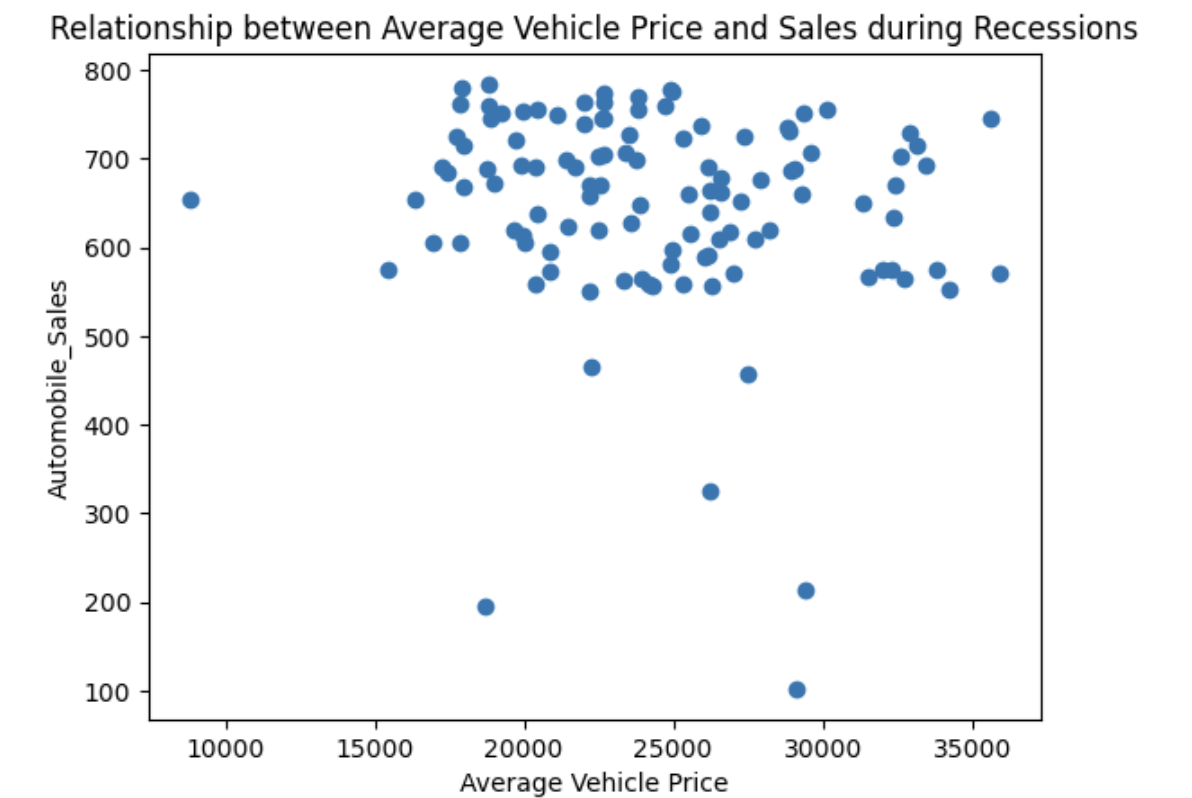 Relationship between Average Vehicle Price and Sales during Recessions
800
700
600
500
400
300
200
100
Automobile_Sales
10000 15000 20000 25000 30000 35000
Average Vehicle Price